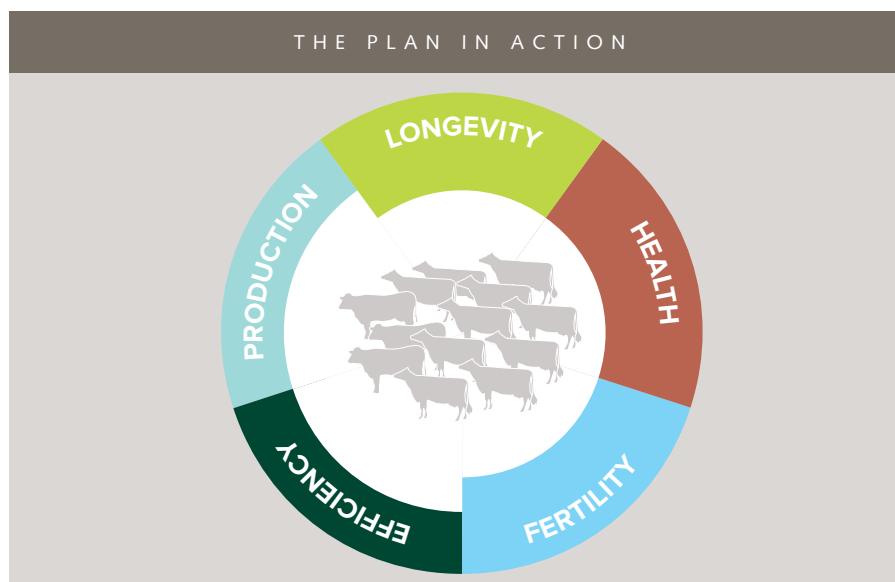 THE PLAN IN ACTION
LONGEVITY
HEALTH
FERTILITY
EFFICIENCY
PRODUCTION